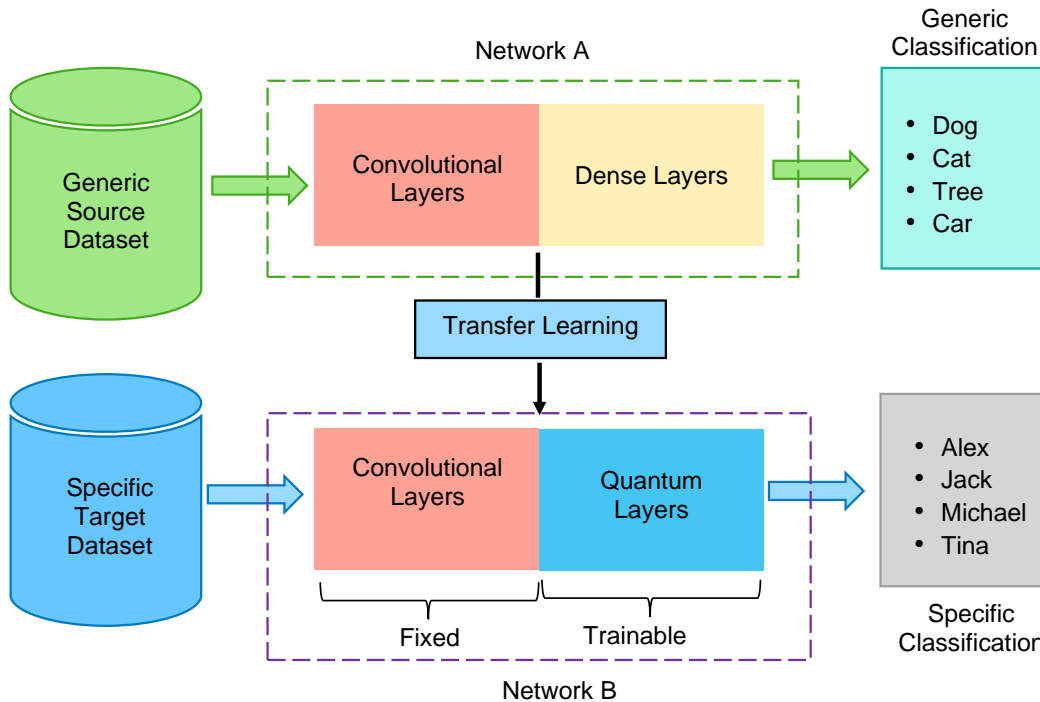 Network A
Generic
Classification
Generic
Source
Dataset
Convolutional
Layers
Dense Layers
• Dog
• Cat
• Tree
• Car
Transfer Learning
Specific
Target
Dataset
Convolutional
Layers
Quantum
Layers
• Alex
• Jack
• Michael
• Tina
Fixed
Trainable
Specific
Classification
Network B